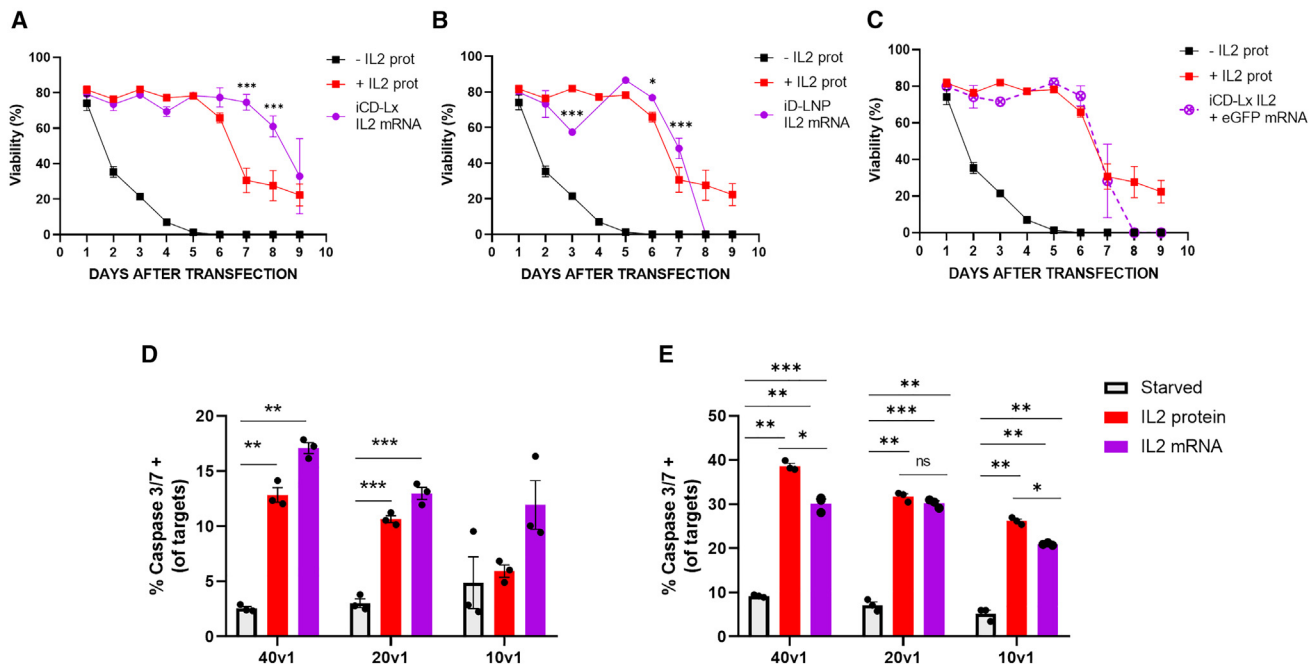 A
Viability (%)
100
80
60
40
20
0
0 1 2 3 4 5 6 7 8 9 10
DAYS AFTER TRANSFECTION
***
***
- IL2 prot
+ IL2 prot
iCD-Lx
IL2 mRNA
B
Viability (%)
100
80
60
40
20
0
0 1 2 3 4 5 6 7 8 9 10
DAYS AFTER TRANSFECTION
***
*
***
- IL2 prot
+ IL2 prot
iD-LNP
IL2 mRNA
C
Viability (%)
100
80
60
40
20
0
0 1 2 3 4 5 6 7 8 9 10
DAYS AFTER TRANSFECTION
- IL2 prot
+ IL2 prot
iCD-Lx IL2
+ eGFP mRNA
D
% Caspase 3/7 +
(of targets)
20
15
10
5
0
**
**
***
***
40v1 20v1 10v1
E
% Caspase 3/7 +
(of targets)
50
40
30
20
10
0
***
**
**
*
**
***
**
ns
**
**
**
*
40v1 20v1 10v1
Starved
IL2 protein
IL2 mRNA